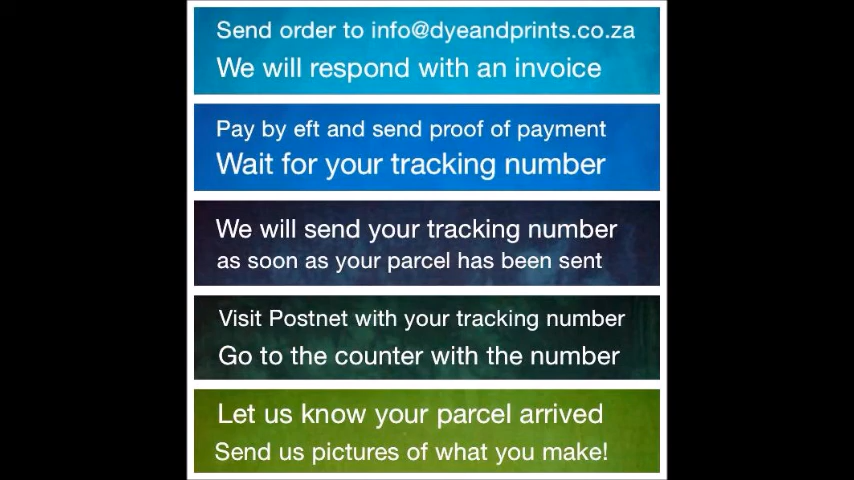 Send order to info@dyeandprints.co.za
We will respond with an invoice
Pay by eft and send proof of payment
Wait for your tracking number
We will send your tracking number
as soon as your parcel has been sent
Visit Postnet with your tracking number
Go to the counter with the number
Let us know your parcel arrived
Send us pictures of what you make!